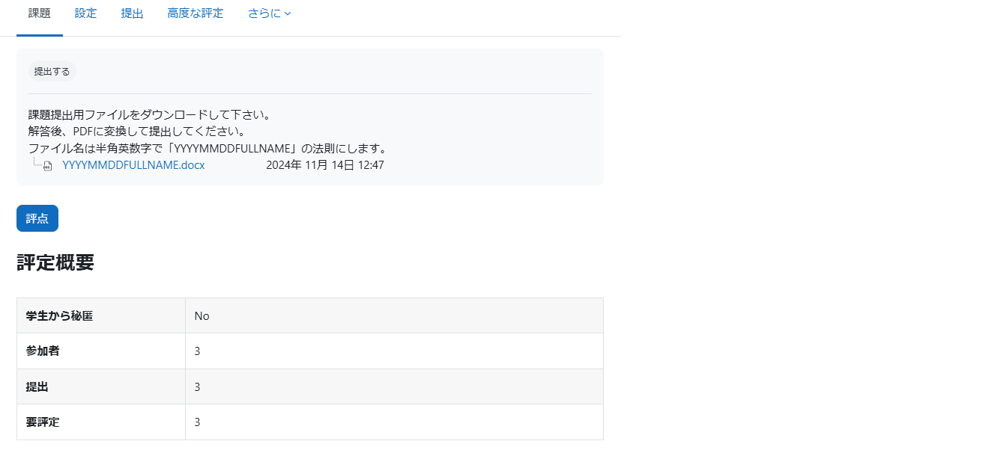 課題 設定 提出 高度な評定 さらに
提出する
課題提出用ファイルをダウンロードして下さい。
解答後、PDFに変換して提出してください。
ファイル名は半角英数字で「YYYYMMDDFULLNAME」の法則にします。
YYYYMMDDFULLNAME.docx 2024年 11月 14日 12:47
評点
評定概要
学生から秘匿 No
参加者 3
提出 3
要評定 3